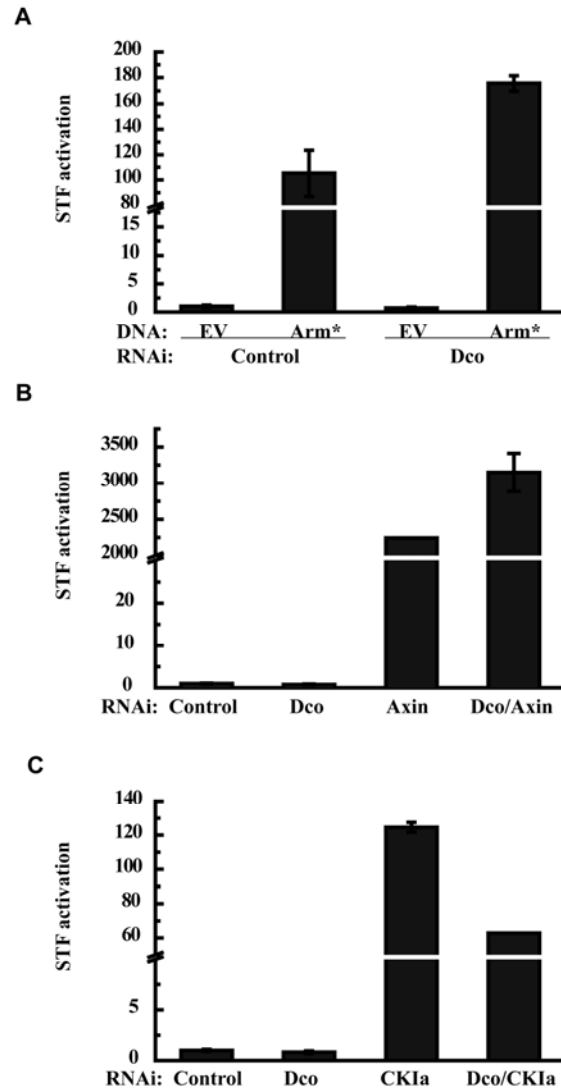 A
STF activation
200
180
160
140
120
100
80
15
10
5
0
DNA: EV Arm* EV Arm*
RNAi: Control Dco
B
STF activation
3500
3000
2500
2000
20
10
0
RNAi: Control Dco Axin Dco/Axin
C
STF activation
140
120
100
80
60
5
0
RNAi: Control Dco CKIa Dco/CKIa